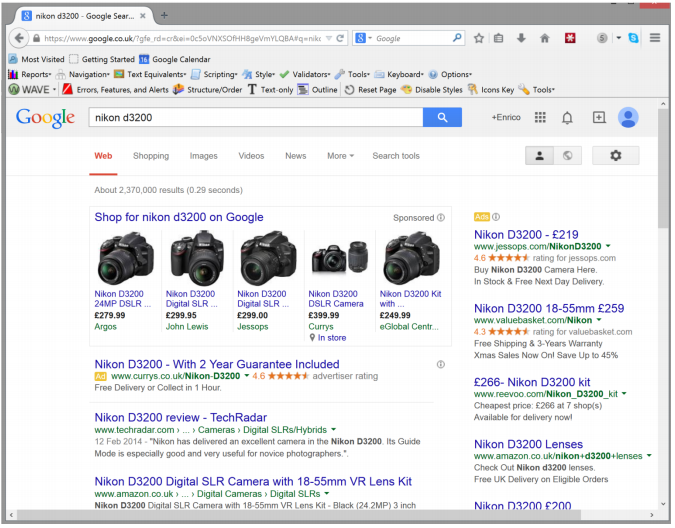 nikon d3200 - Google Sear...
https://www.google.co.uk/?gfe_rd=cr&ei=0c5oVNXSOfHH8geVmYLQBA#q=niko
Google
Most Visited Getting Started 16 Google Calendar
Reports Navigation Text Equivalents Scripting Style Validators Tools Keyboard Options
WAVE Errors, Features, and Alerts Structure/Order Text-only Outline Reset Page Disable Styles Icons Key Tools
Google nikon d3200 +Enrico
Web Shopping Images Videos News More Search tools
About 2,370,000 results (0.29 seconds)
Shop for nikon d3200 on Google Sponsored
Nikon D3200
24MP DSLR ...
£279.99
Argos
Nikon D3200
Digital SLR ...
£299.95
John Lewis
Nikon D3200
Digital SLR ...
£299.00
Jessops
Nikon D3200
DSLR Camera
£399.99
Currys
In store
Nikon D3200 Kit
with ...
£249.99
eGlobal Centr...
Nikon D3200 - With 2 Year Guarantee Included
Ad www.currys.co.uk/Nikon-D3200 4.6 ★★★★★ advertiser rating
Free Delivery or Collect in 1 Hour.
Nikon D3200 review - TechRadar
www.techradar.com › ... › Cameras › Digital SLRs/Hybrids
12 Feb 2014 - "Nikon has delivered an excellent camera in the Nikon D3200. Its Guide
Mode is especially good and very useful for novice photographers.".
Nikon D3200 Digital SLR Camera with 18-55mm VR Lens Kit
www.amazon.co.uk › ... › Digital Cameras › Digital SLRs
Nikon D3200 Digital SLR Camera with 18-55mm VR Lens Kit - Black (24.2MP) 3 inch
Ads
Nikon D3200 - £219
www.jessops.com/NikonD3200
4.6 ★★★★★ rating for jessops.com
Buy Nikon D3200 Camera Here.
In Stock & Free Next Day Delivery.
Nikon D3200 18-55mm £259
www.valuebasket.com/Nikon
4.3 ★★★★★ rating for valuebasket.com
Free Shipping & 3-Years Warranty
Xmas Sales Now On! Save Up to 45%
£266- Nikon D3200 kit
www.reevoo.com/Nikon_D3200_kit
Cheapest price: £266 at 7 shop(s)
Available for delivery now!
Nikon D3200 Lenses
www.amazon.co.uk/nikon+d3200+lenses
Check Out Nikon d3200 lenses.
Free UK Delivery on Eligible Orders
Nikon D3200 £200